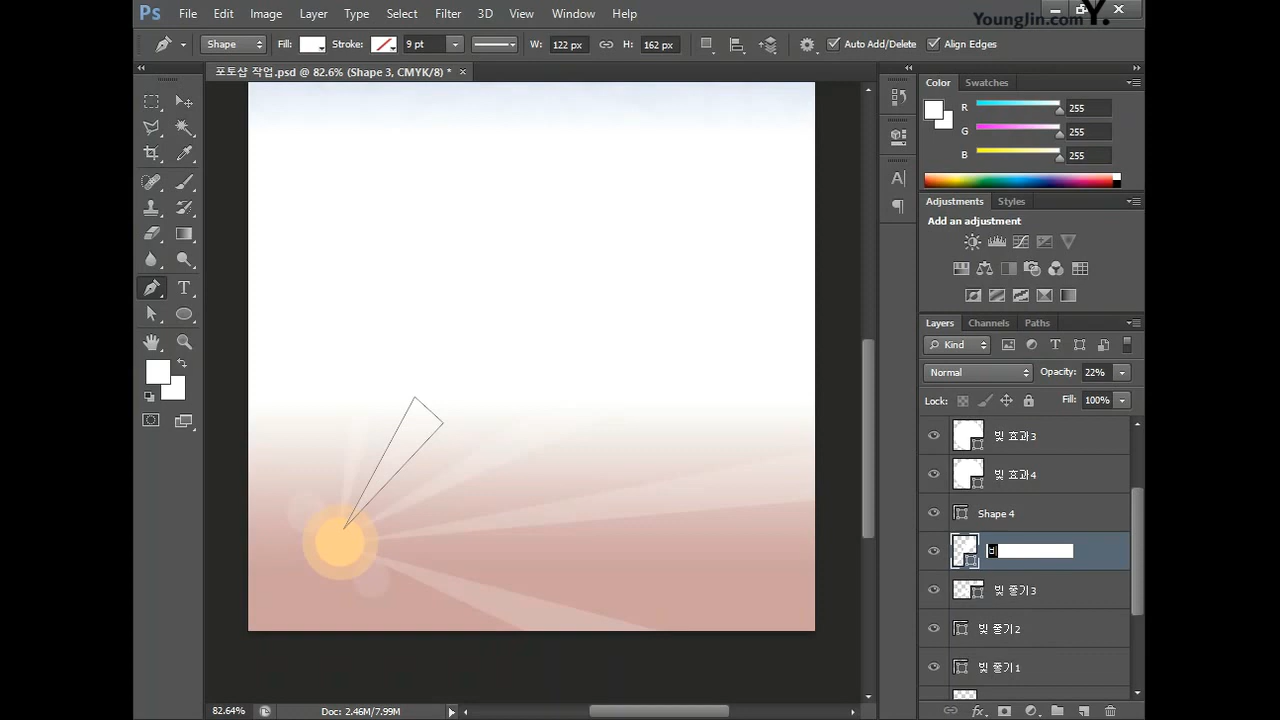 YoungJin.com Y.
Ps File Edit Image Layer Type Select Filter 3D View Window Help
Shape Fill: Stroke: 9 pt W: 122 px H: 162 px Auto Add/Delete Align Edges
포토샵 작업.psd @ 82.6% (Shape 3, CMYK/8) * ×
Color Swatches
R 255
G 255
B 255
Adjustments Styles
Add an adjustment
Layers Channels Paths
Kind
Normal Opacity: 22%
Lock: Fill: 100%
빛 효과3
빛 효과4
Shape 4
비
빛 줄기3
빛 줄기2
빛 줄기1
82.64% Doc: 2.46M/7.99M